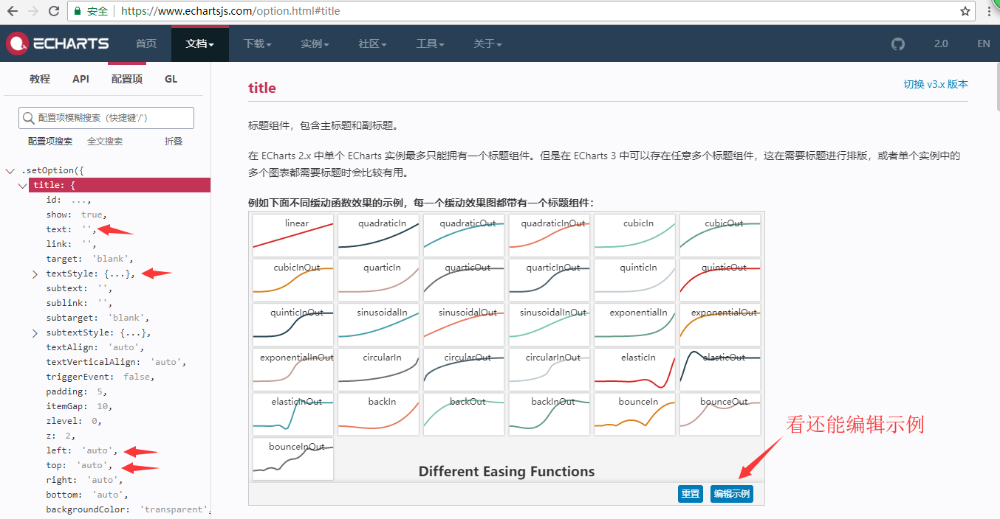 安全 https://www.echartsjs.com/option.html#title
ECHARTS 首页 文档 下载 实例 社区 工具 关于 2.0 EN
教程 API 配置项 GL
配置项模糊搜索（快捷键'/'）
配置项搜索 全文搜索 折叠
.setOption({
title: {
id: ...,
show: true,
text: '',
link: '',
target: 'blank',
textStyle: {...},
subtext: '',
sublink: '',
subtarget: 'blank',
subtextStyle: {...},
textAlign: 'auto',
textVerticalAlign: 'auto',
triggerEvent: false,
padding: 5,
itemGap: 10,
zlevel: 0,
z: 2,
left: 'auto',
top: 'auto',
right: 'auto',
bottom: 'auto',
backgroundColor: 'transparent',
title
切换 v3.x 版本
标题组件，包含主标题和副标题。
在 ECharts 2.x 中单个 ECharts 实例最多只能拥有一个标题组件。但是在 ECharts 3 中可以存在任意多个标题组件，这在需要标题进行排版，或者单个实例中的
多个图表都需要标题时会比较有用。
例如下面不同缓动函数效果的示例，每一个缓动效果图都带有一个标题组件：
linear quadraticIn quadraticOut quadraticInOut cubicIn cubicOut
cubicInOut quarticIn quarticOut quarticInOut quinticIn quinticOut
quinticInOut sinusoidalIn sinusoidalOut sinusoidalInOut exponentialIn exponentialOut
exponentialInOut circularIn circularOut circularInOut elasticIn elasticOut
elasticInOut backIn backOut backInOut bounceIn bounceOut
bounceInOut
Different Easing Functions
重置 编辑示例
看还能编辑示例